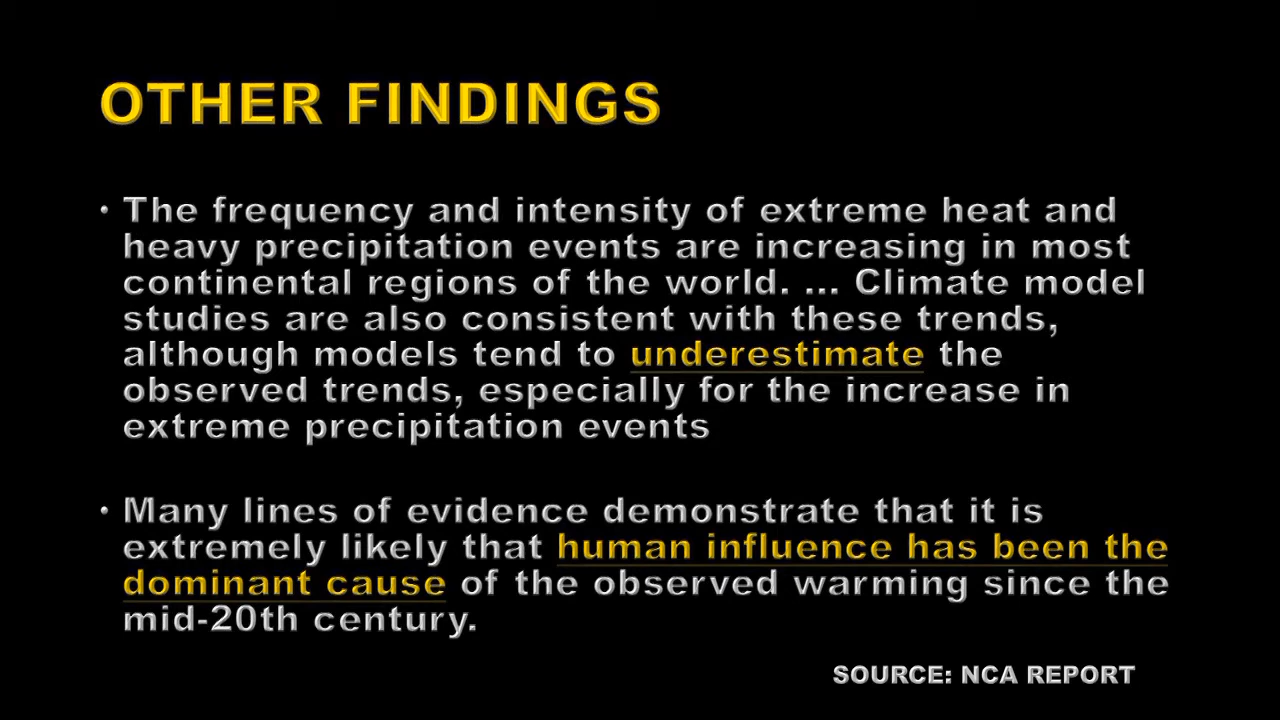 OTHER FINDINGS
• The frequency and intensity of extreme heat and
heavy precipitation events are increasing in most
continental regions of the world. ... Climate model
studies are also consistent with these trends,
although models tend to underestimate the
observed trends, especially for the increase in
extreme precipitation events
• Many lines of evidence demonstrate that it is
extremely likely that human influence has been the
dominant cause of the observed warming since the
mid-20th century.
SOURCE: NCA REPORT